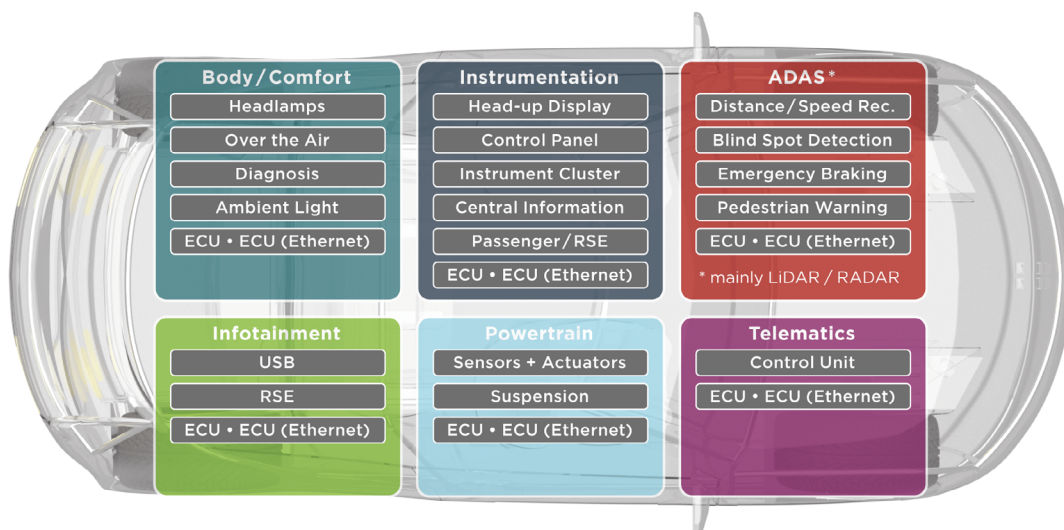 Body/Comfort
Headlamps
Over the Air
Diagnosis
Ambient Light
ECU • ECU (Ethernet)
Instrumentation
Head-up Display
Control Panel
Instrument Cluster
Central Information
Passenger/RSE
ECU • ECU (Ethernet)
ADAS*
Distance/Speed Rec.
Blind Spot Detection
Emergency Braking
Pedestrian Warning
ECU • ECU (Ethernet)
* mainly LiDAR / RADAR
Infotainment
USB
RSE
ECU • ECU (Ethernet)
Powertrain
Sensors + Actuators
Suspension
ECU • ECU (Ethernet)
Telematics
Control Unit
ECU • ECU (Ethernet)